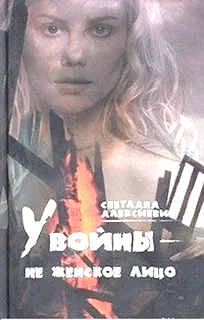 СВЕТЛАНА
АЛЕКСИЕВИЧ
У ВОЙНЫ –
НЕ ЖЕНСКОЕ ЛИЦО